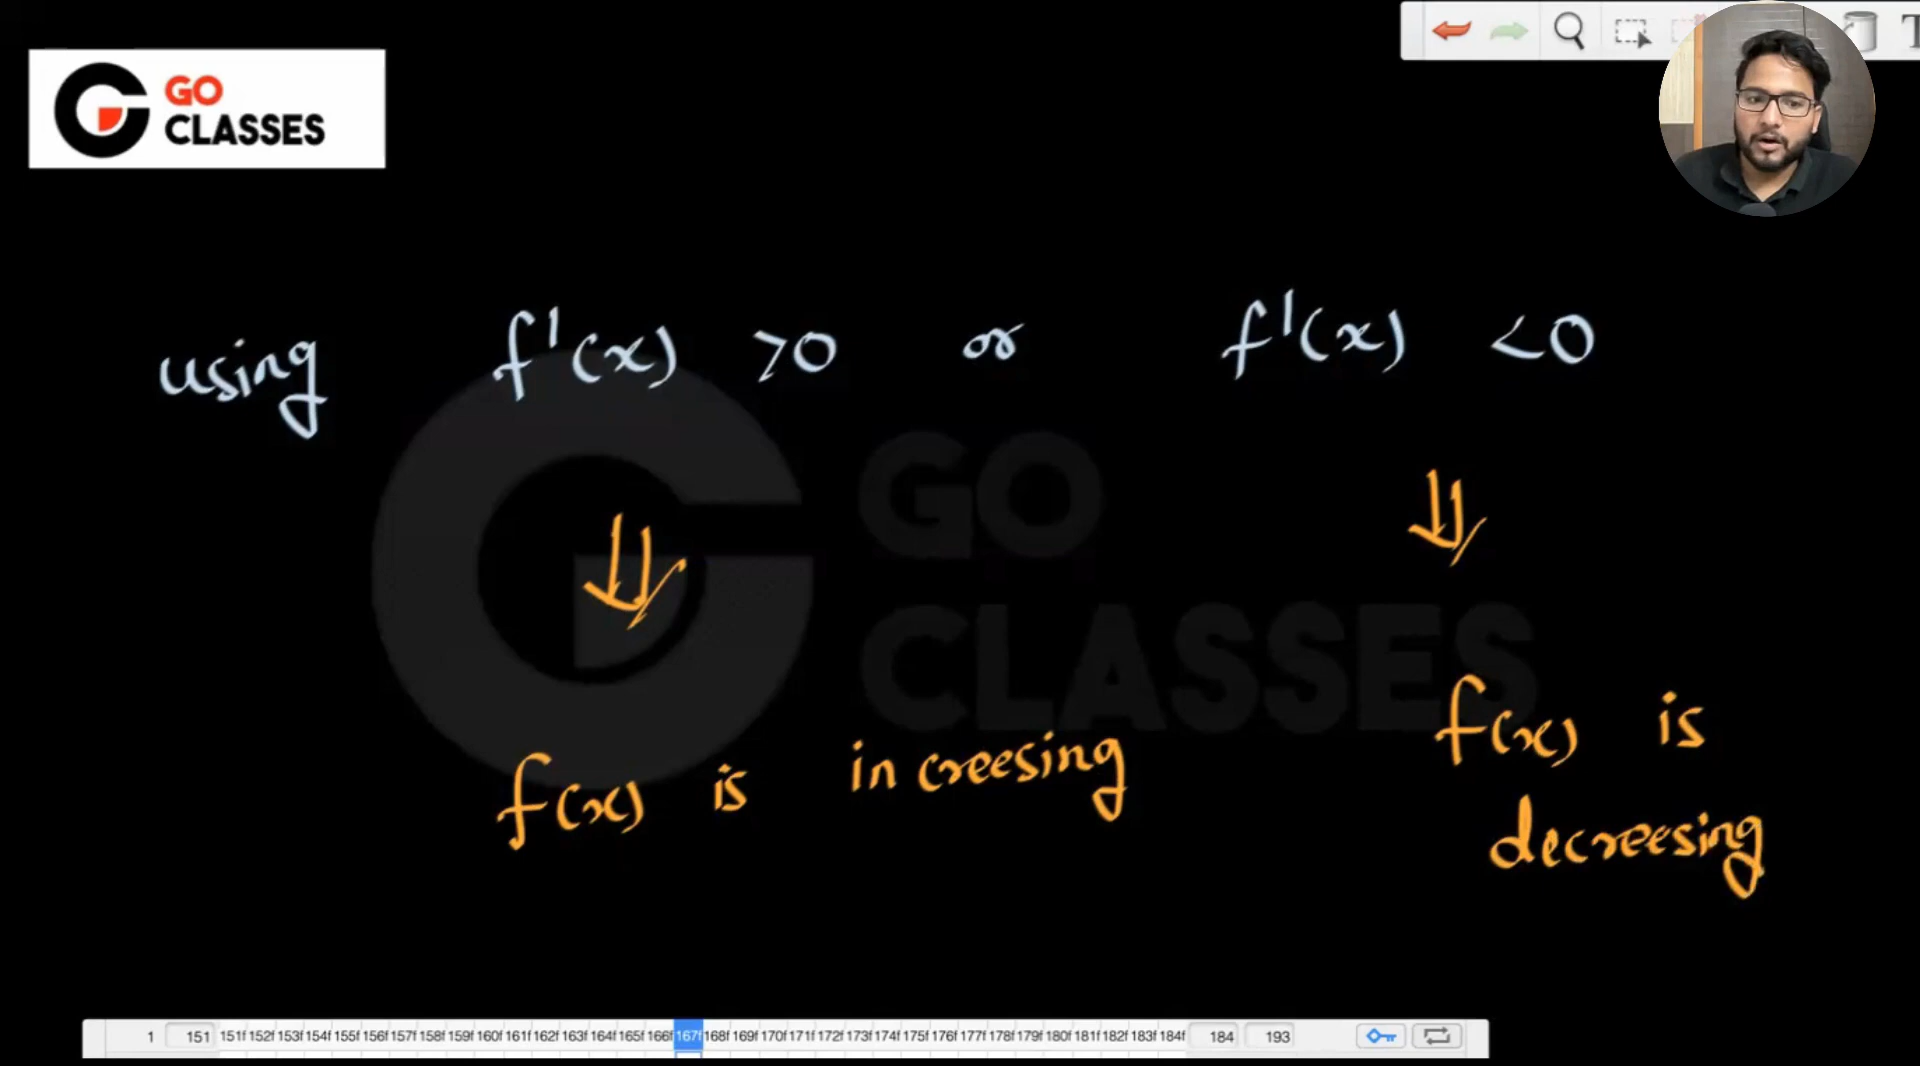 GO
CLASSES
T
using f'(x) >0 or f'(x) <0
GO
CLASSES
f(x) is increesing
f(x) is
decreesing
1 151 151f 152f 153f 154f 155f 156f 157f 158f 159f 160f 161f 162f 163f 164f 165f 166f 167f 168f 169f 170f 171f 172f 173f 174f 175f 176f 177f 178f 179f 180f 181f 182f 183f 184f 184 193